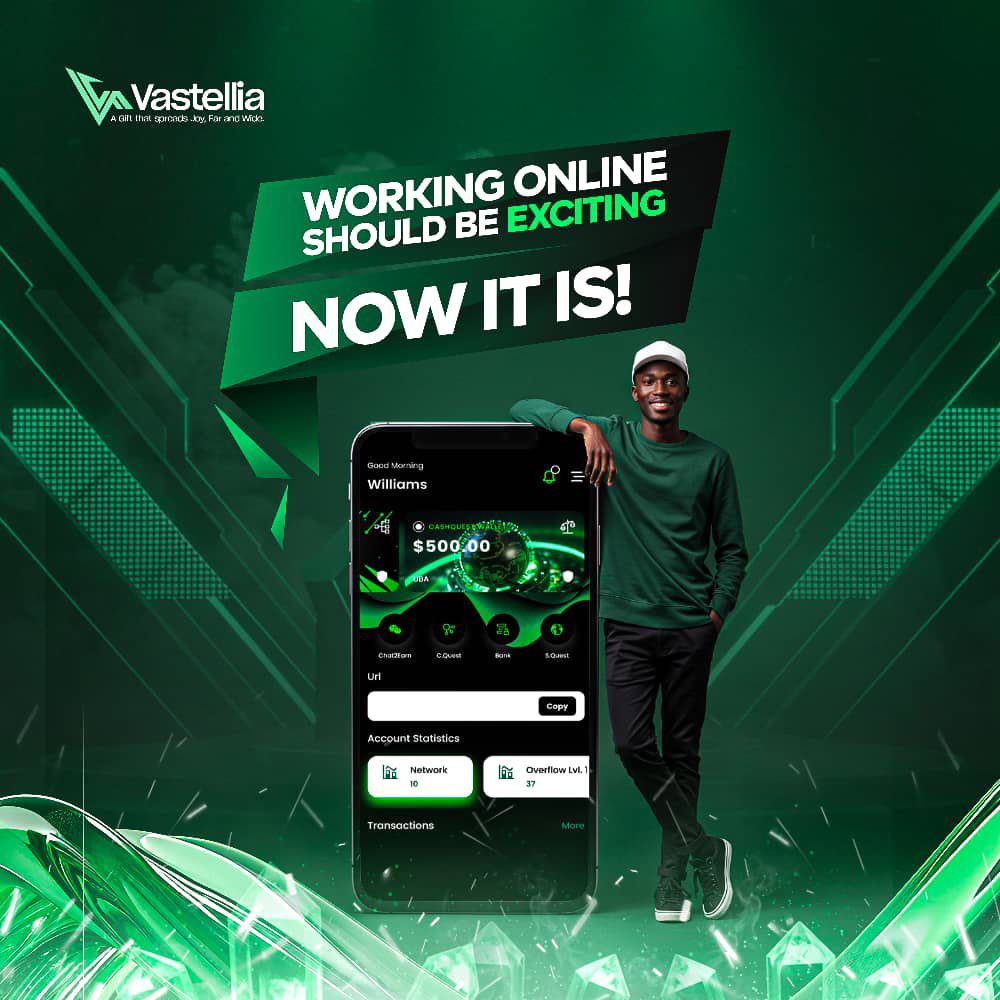 Vastellia
A Gift that spreads Joy, Far and Wide.
WORKING ONLINE
SHOULD BE EXCITING
NOW IT IS!
Good Morning
Williams
CASHQUEST WALLET
$500.00
UBA
Chat2Earn C.Quest Bank S.Quest
Url
Copy
Account Statistics
Network Overflow Lvl. 1
10 37
Transactions More